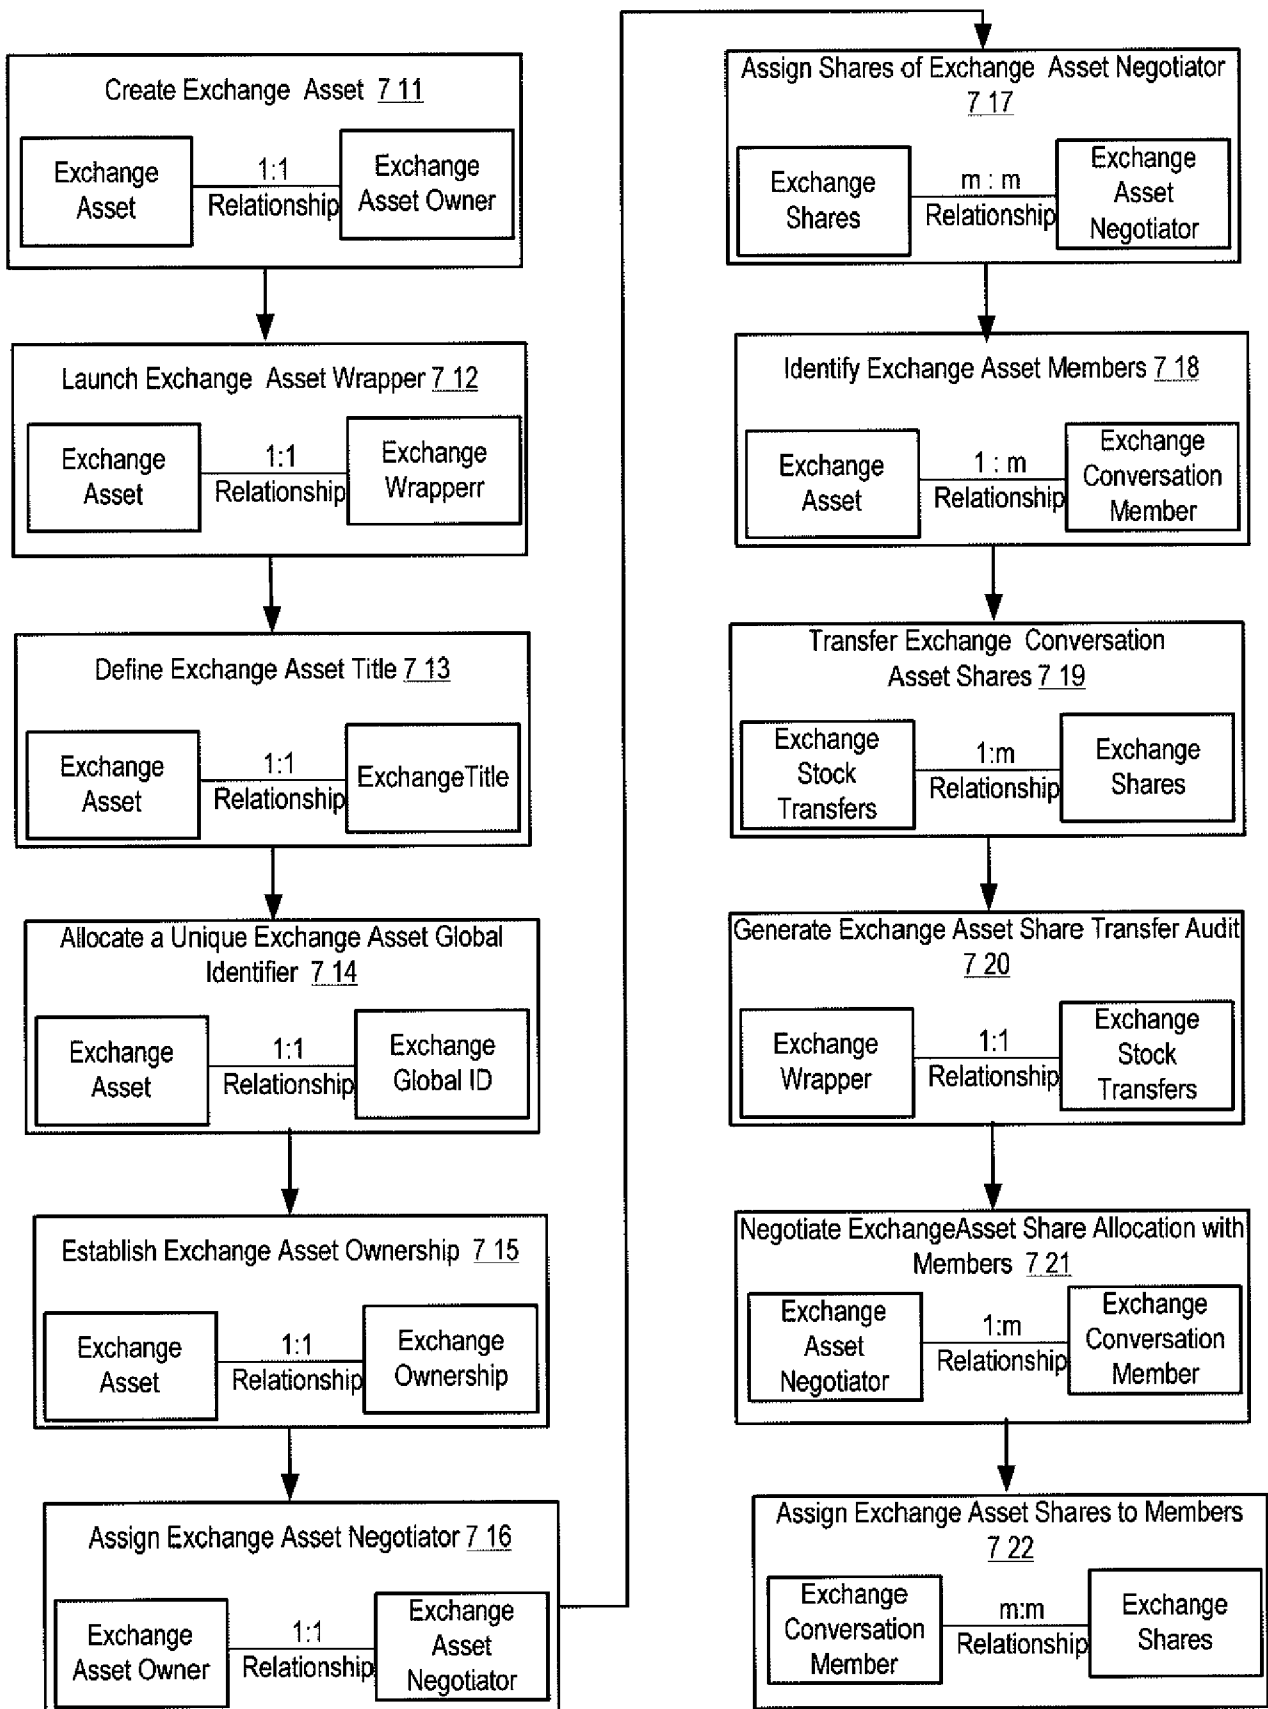 Create Exchange Asset 7 11
Exchange
Asset
1:1
Relationship
Exchange
Asset Owner
Launch Exchange Asset Wrapper 7 12
Exchange
Asset
1:1
Relationship
Exchange
Wrapperr
Define Exchange Asset Title 7 13
Exchange
Asset
1:1
Relationship
ExchangeTitle
Allocate a Unique Exchange Asset Global
Identifier 7 14
Exchange
Asset
1:1
Relationship
Exchange
Global ID
Establish Exchange Asset Ownership 7 15
Exchange
Asset
1:1
Relationship
Exchange
Ownership
Assign Exchange Asset Negotiator 7 16
Exchange
Asset Owner
1:1
Relationship
Exchange
Asset
Negotiator
Assign Shares of Exchange Asset Negotiator
7 17
Exchange
Shares
m : m
Relationship
Exchange
Asset
Negotiator
Identify Exchange Asset Members 7 18
Exchange
Asset
1 : m
Relationship
Exchange
Conversation
Member
Transfer Exchange Conversation
Asset Shares 7 19
Exchange
Stock
Transfers
1:m
Relationship
Exchange
Shares
Generate Exchange Asset Share Transfer Audit
7 20
Exchange
Wrapper
1:1
Relationship
Exchange
Stock
Transfers
Negotiate ExchangeAsset Share Allocation with
Members 7 21
Exchange
Asset
Negotiator
1:m
Relationship
Exchange
Conversation
Member
Assign Exchange Asset Shares to Members
7 22
Exchange
Conversation
Member
m:m
Relationship
Exchange
Shares